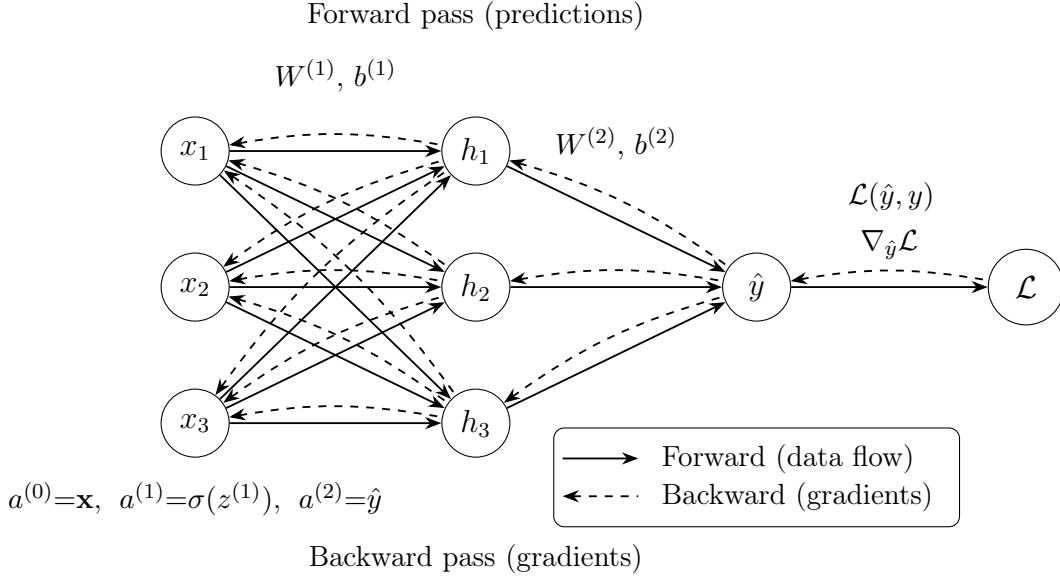 Forward pass (predictions)
W^{(1)}, b^{(1)}
x_1
h_1
W^{(2)}, b^{(2)}
ℒ(ŷ, y)
∇_ŷ ℒ
x_2
h_2
ŷ
ℒ
x_3
h_3
Forward (data flow)
Backward (gradients)
a^{(0)}=𝐱, a^{(1)}=σ(z^{(1)}), a^{(2)}=ŷ
Backward pass (gradients)